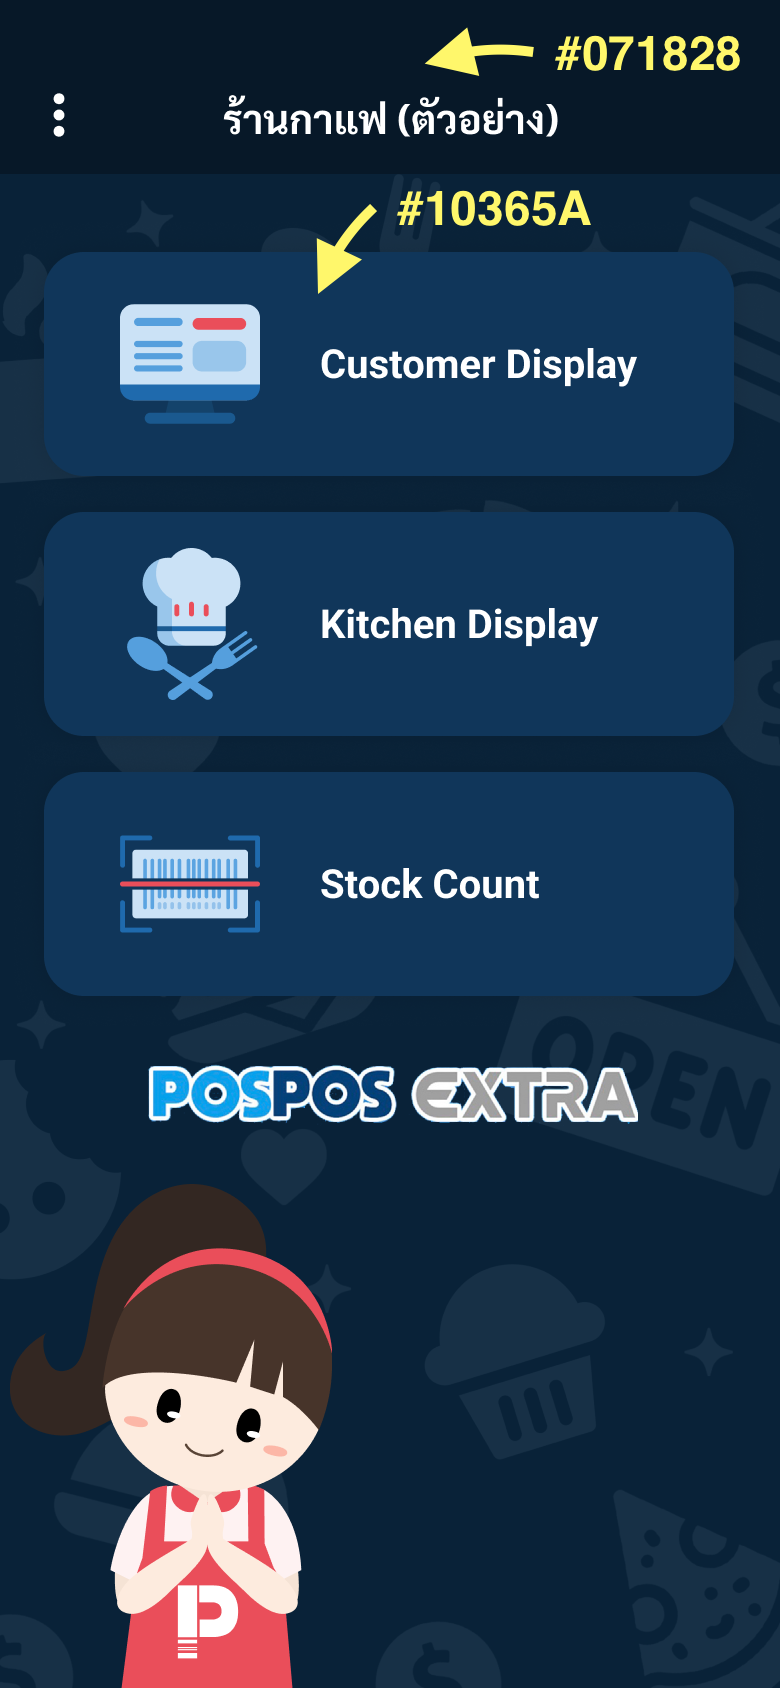 #071828
ร้านกาแฟ (ตัวอย่าง)
#10365A
Customer Display
Kitchen Display
Stock Count
OPEN
POSPOS EXTRA
P